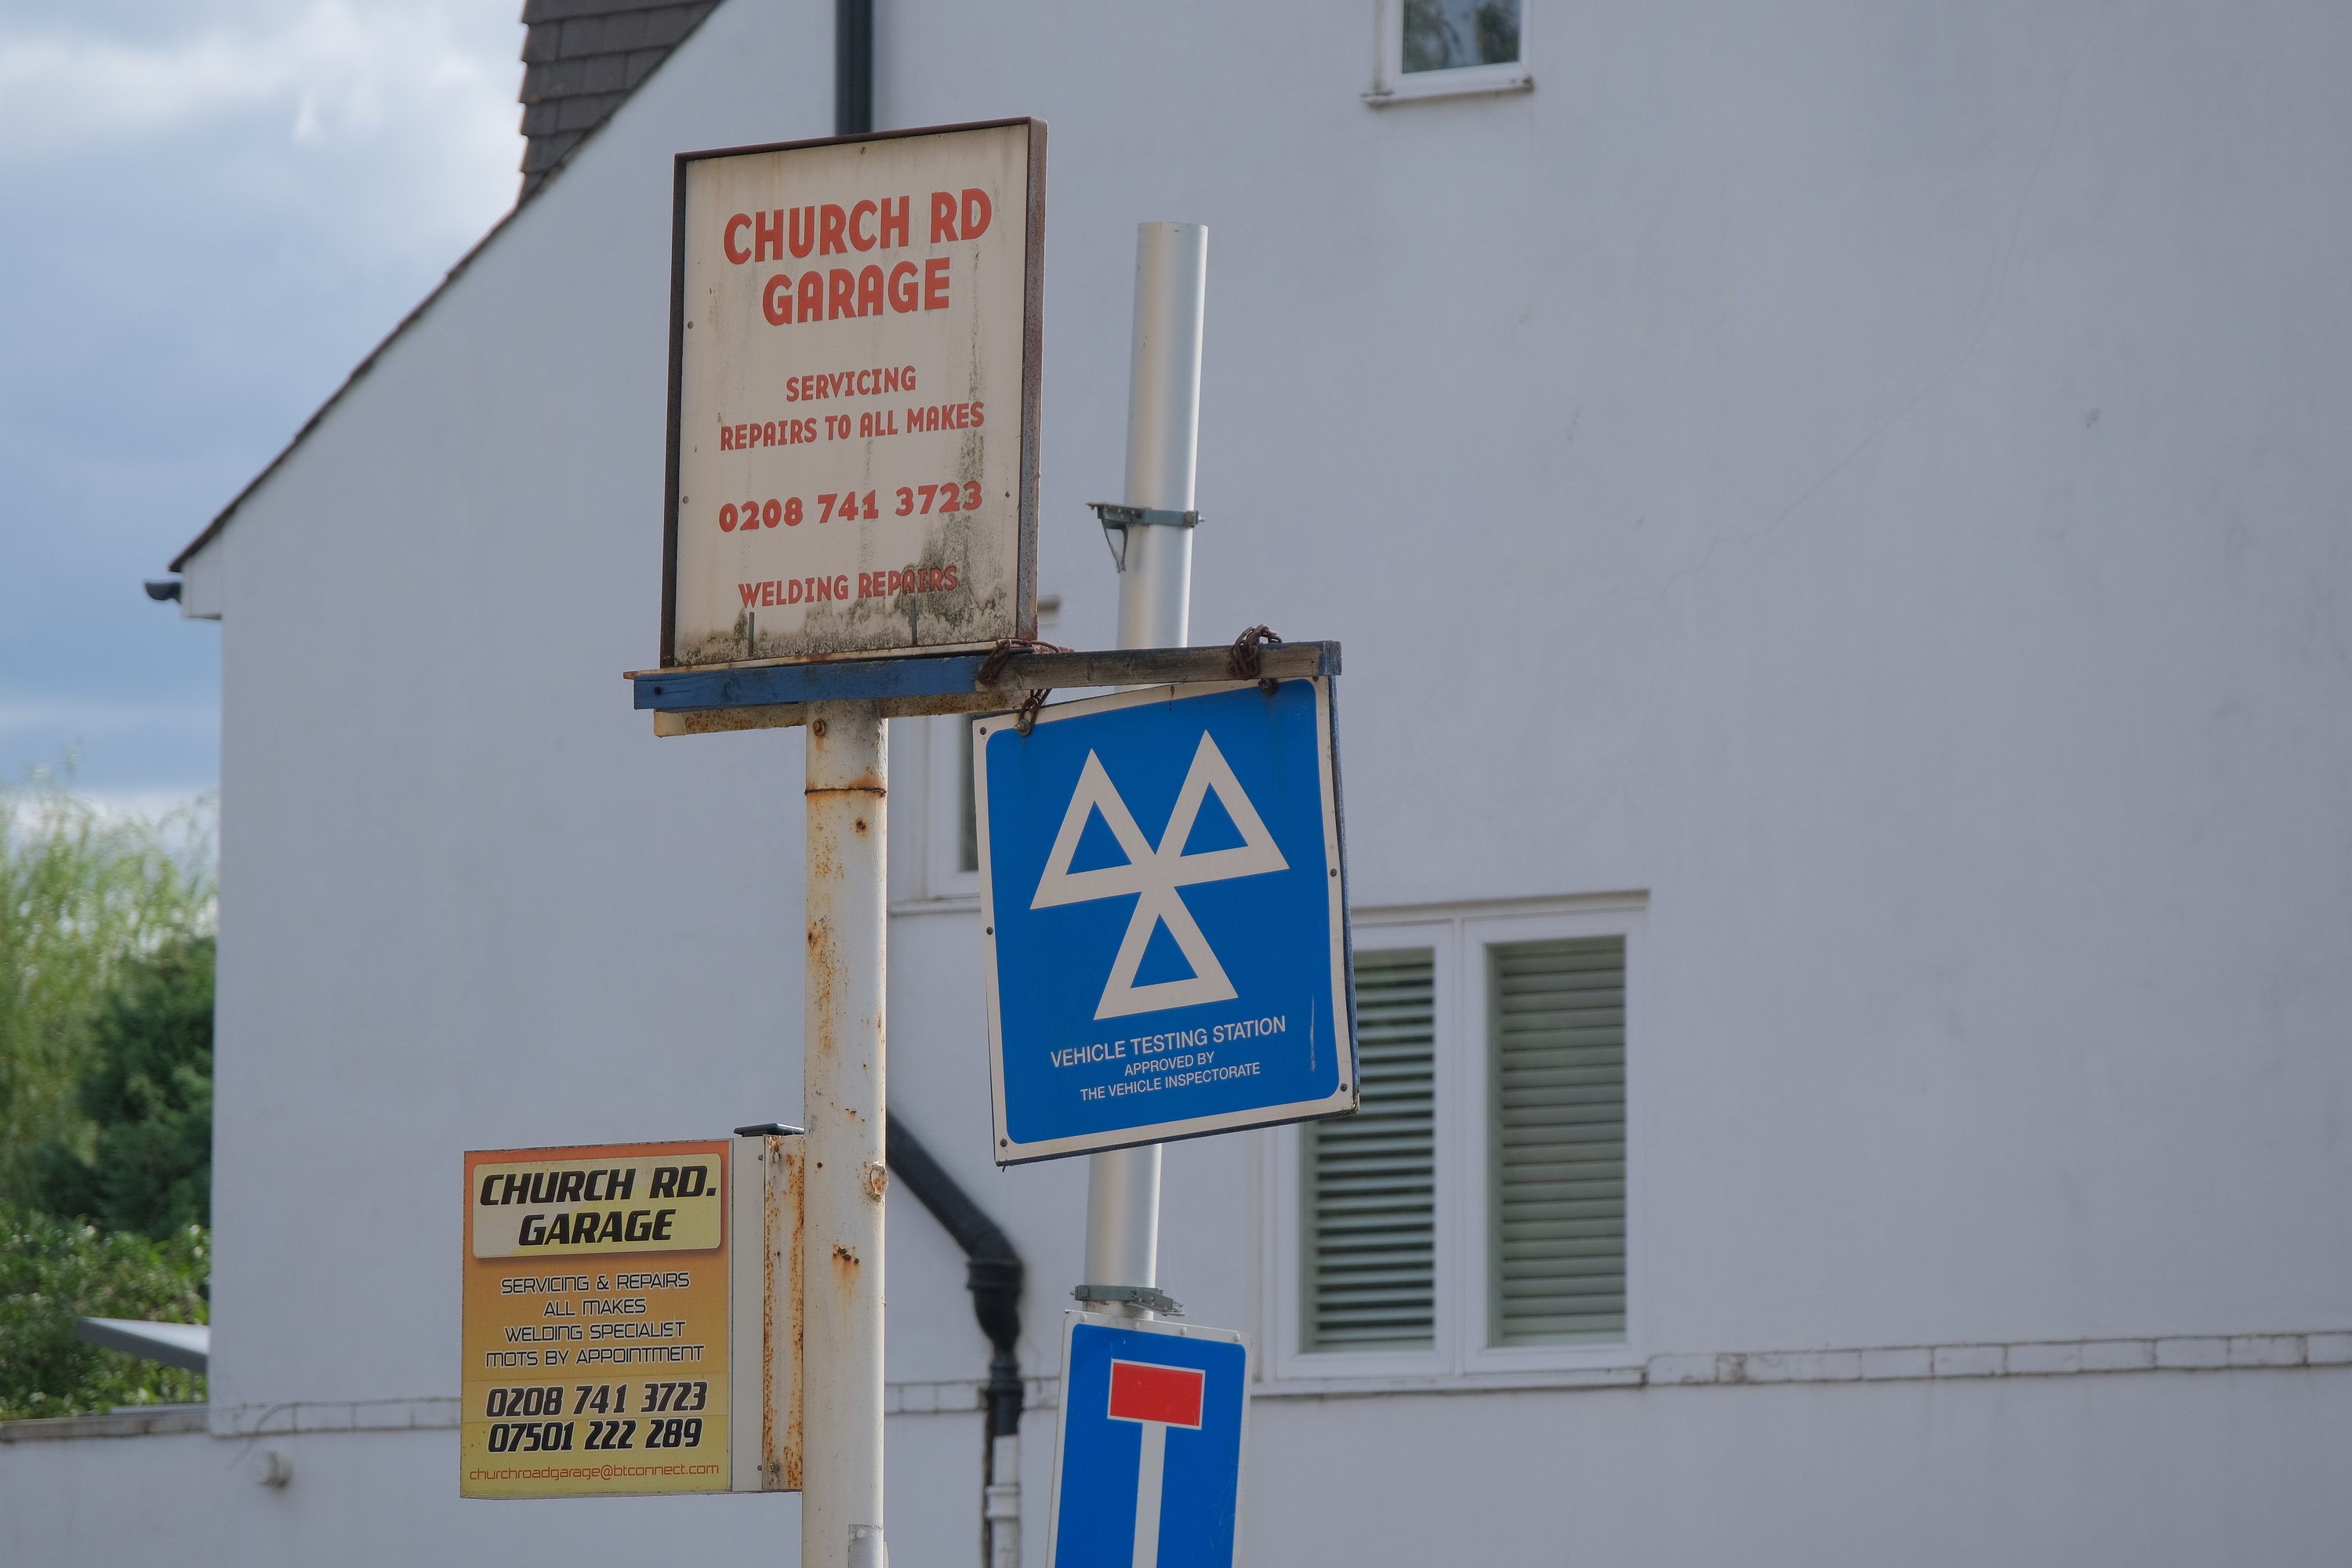 CHURCH RD
GARAGE
SERVICING
REPAIRS TO ALL MAKES
0208 741 3723
WELDING REPAIRS
VEHICLE TESTING STATION
APPROVED BY
THE VEHICLE INSPECTORATE
CHURCH RD.
GARAGE
SERVICING & REPAIRS
ALL MAKES
WELDING SPECIALIST
MOTS BY APPOINTMENT
0208 741 3723
07501 222 289
churchroadgarage@btconnect.com